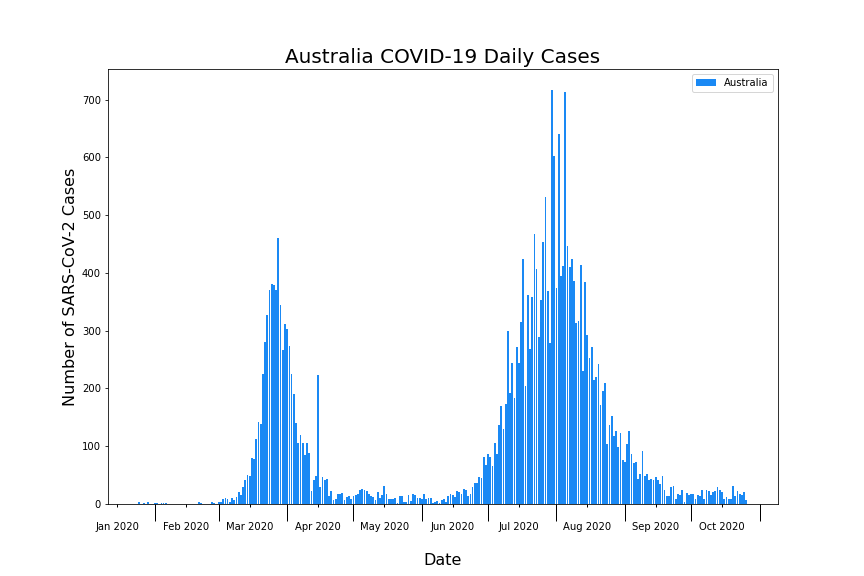 Australia COVID-19 Daily Cases
Australia
700
600
500
400
300
200
100
0
Number of SARS-CoV-2 Cases
Jan 2020 Feb 2020 Mar 2020 Apr 2020 May 2020 Jun 2020 Jul 2020 Aug 2020 Sep 2020 Oct 2020
Date